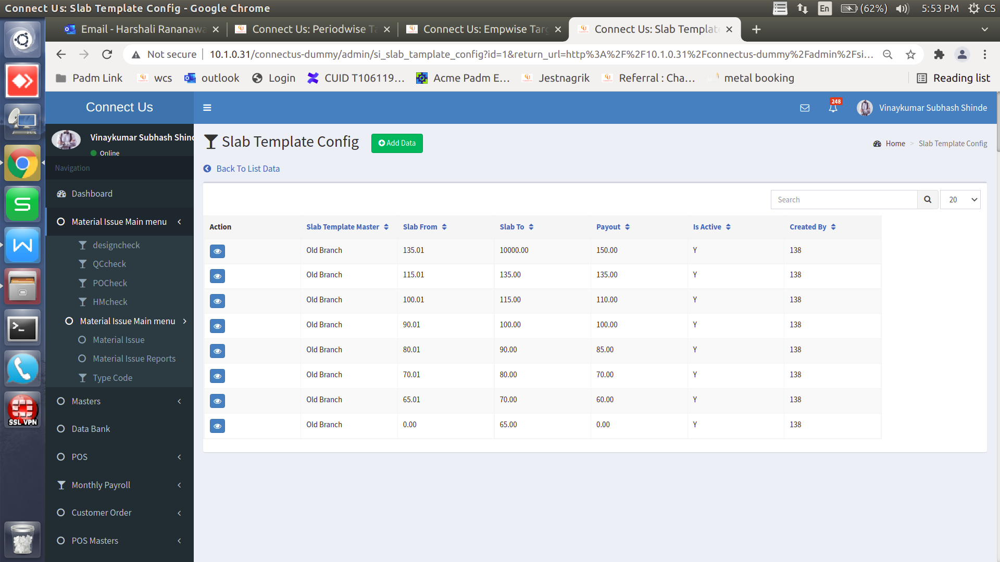 Connect Us: Slab Template Config - Google Chrome
En (62%) 5:53 PM CS
Email - Harshali Rananawa
Connect Us: Periodwise Ta
Connect Us: Empwise Targ
Connect Us: Slab Template
Not secure 10.1.0.31/connectus-dummy/admin/si_slab_tamplate_config?id=1&return_url=http%3A%2F%2F10.1.0.31%2Fconnectus-dummy%2Fadmin%2Fsi...
Padm Link wcs outlook Login CUID T106119... Acme Padm E... Jestnagrik Referral : Cha... metal booking Reading list
Connect Us
248
Vinaykumar Subhash Shinde
Vinaykumar Subhash Shind
Online
Navigation
Dashboard
Material Issue Main menu
designcheck
QCcheck
POCheck
HMcheck
Material Issue Main menu
Material Issue
Material Issue Reports
Type Code
Masters
Data Bank
POS
Monthly Payroll
Customer Order
POS Masters
SSL VPN
Slab Template Config
Add Data
Home > Slab Template Config
Back To List Data
Search 20
Action Slab Template Master Slab From Slab To Payout Is Active Created By
Old Branch 135.01 10000.00 150.00 Y 138
Old Branch 115.01 135.00 135.00 Y 138
Old Branch 100.01 115.00 110.00 Y 138
Old Branch 90.01 100.00 100.00 Y 138
Old Branch 80.01 90.00 85.00 Y 138
Old Branch 70.01 80.00 70.00 Y 138
Old Branch 65.01 70.00 60.00 Y 138
Old Branch 0.00 65.00 0.00 Y 138